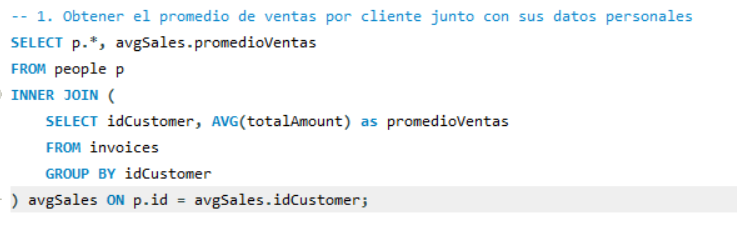 -- 1. Obtener el promedio de ventas por cliente junto con sus datos personales
SELECT p.*, avgSales.promedioVentas
FROM people p
INNER JOIN (
    SELECT idCustomer, AVG(totalAmount) as promedioVentas
    FROM invoices
    GROUP BY idCustomer
) avgSales ON p.id = avgSales.idCustomer;